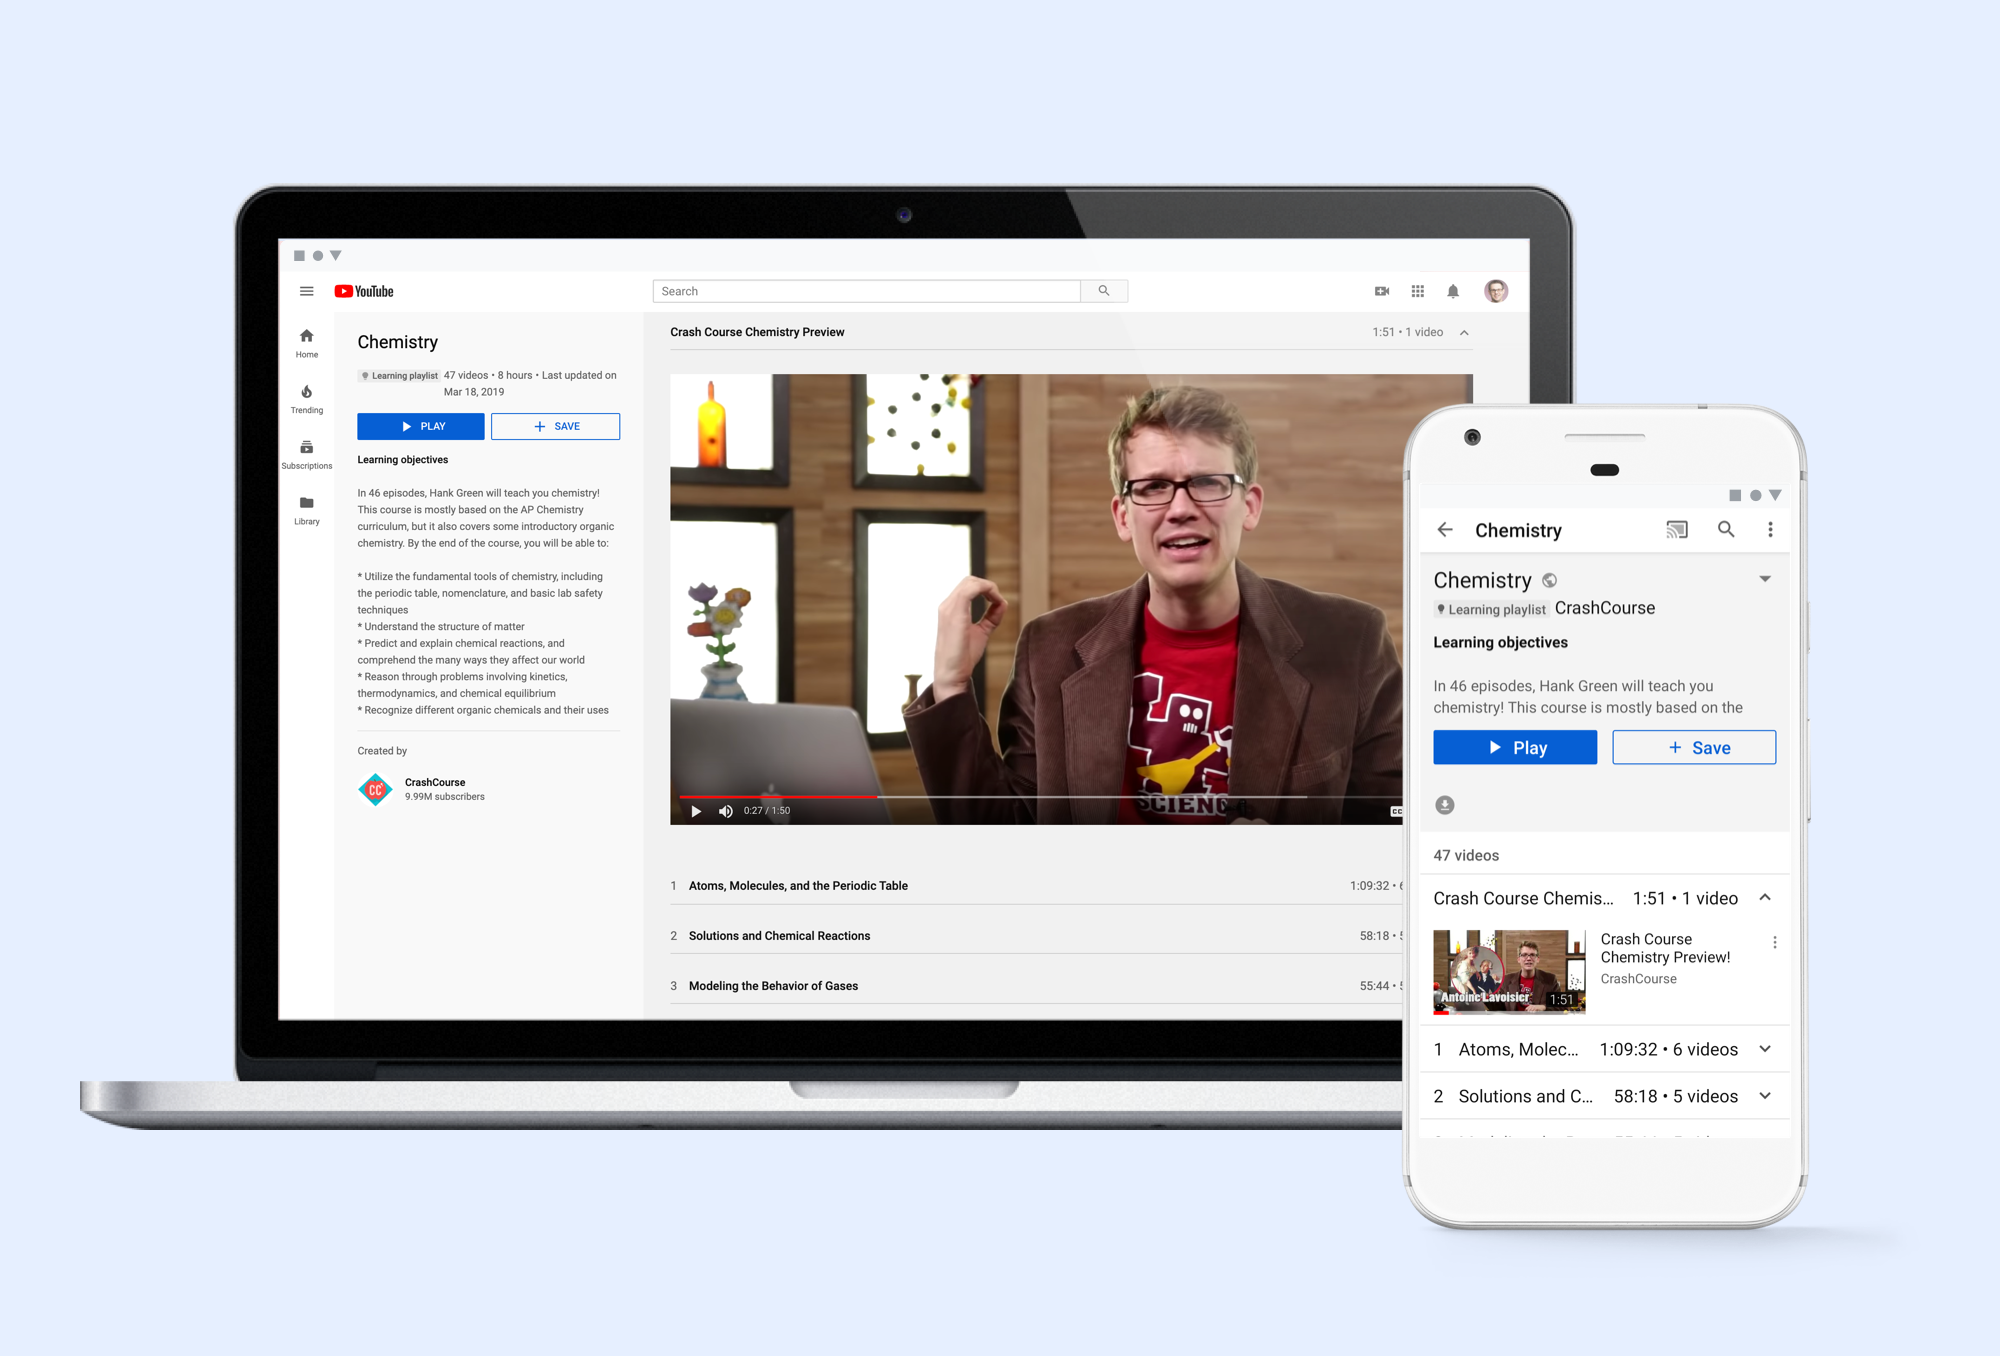 YouTube
Search
Home
Trending
Subscriptions
Library
Chemistry
Learning playlist 47 videos • 8 hours • Last updated on
Mar 18, 2019
PLAY
+ SAVE
Learning objectives
In 46 episodes, Hank Green will teach you chemistry!
This course is mostly based on the AP Chemistry
curriculum, but it also covers some introductory organic
chemistry. By the end of the course, you will be able to:
* Utilize the fundamental tools of chemistry, including
the periodic table, nomenclature, and basic lab safety
techniques
* Understand the structure of matter
* Predict and explain chemical reactions, and
comprehend the many ways they affect our world
* Reason through problems involving kinetics,
thermodynamics, and chemical equilibrium
* Recognize different organic chemicals and their uses
Created by
CC
CrashCourse
9.99M subscribers
Crash Course Chemistry Preview 1:51 • 1 video
SCIENC
0:27 / 1:50
CC
1 Atoms, Molecules, and the Periodic Table 1:09:32 •
2 Solutions and Chemical Reactions 58:18 •
3 Modeling the Behavior of Gases 55:44 •
Chemistry
Chemistry
Learning playlist CrashCourse
Learning objectives
In 46 episodes, Hank Green will teach you
chemistry! This course is mostly based on the
Play
+ Save
47 videos
Crash Course Chemis... 1:51 • 1 video
Antoine Lavoisier
1:51
Crash Course
Chemistry Preview!
CrashCourse
1 Atoms, Molec... 1:09:32 • 6 videos
2 Solutions and C... 58:18 • 5 videos